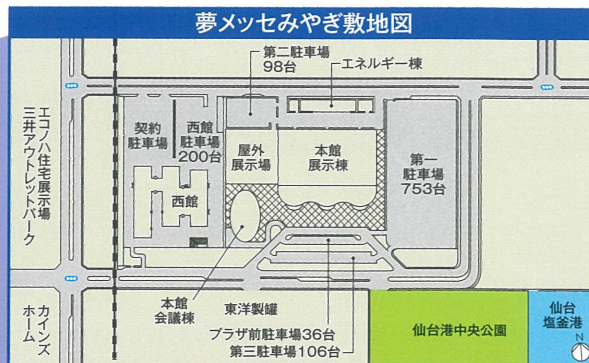 夢メッセみやぎ敷地図
第二駐車場
98台
エネルギー棟
エコノハ住宅展示場
三井アウトレットパーク
契約
駐車場
西館
駐車場
200台
屋外
展示場
本館
展示棟
第一
駐車場
753台
西館
本館
会議棟
東洋製罐
プラザ前駐車場36台
第三駐車場106台
カインズ
ホーム
仙台港中央公園
仙台
塩釜港
N